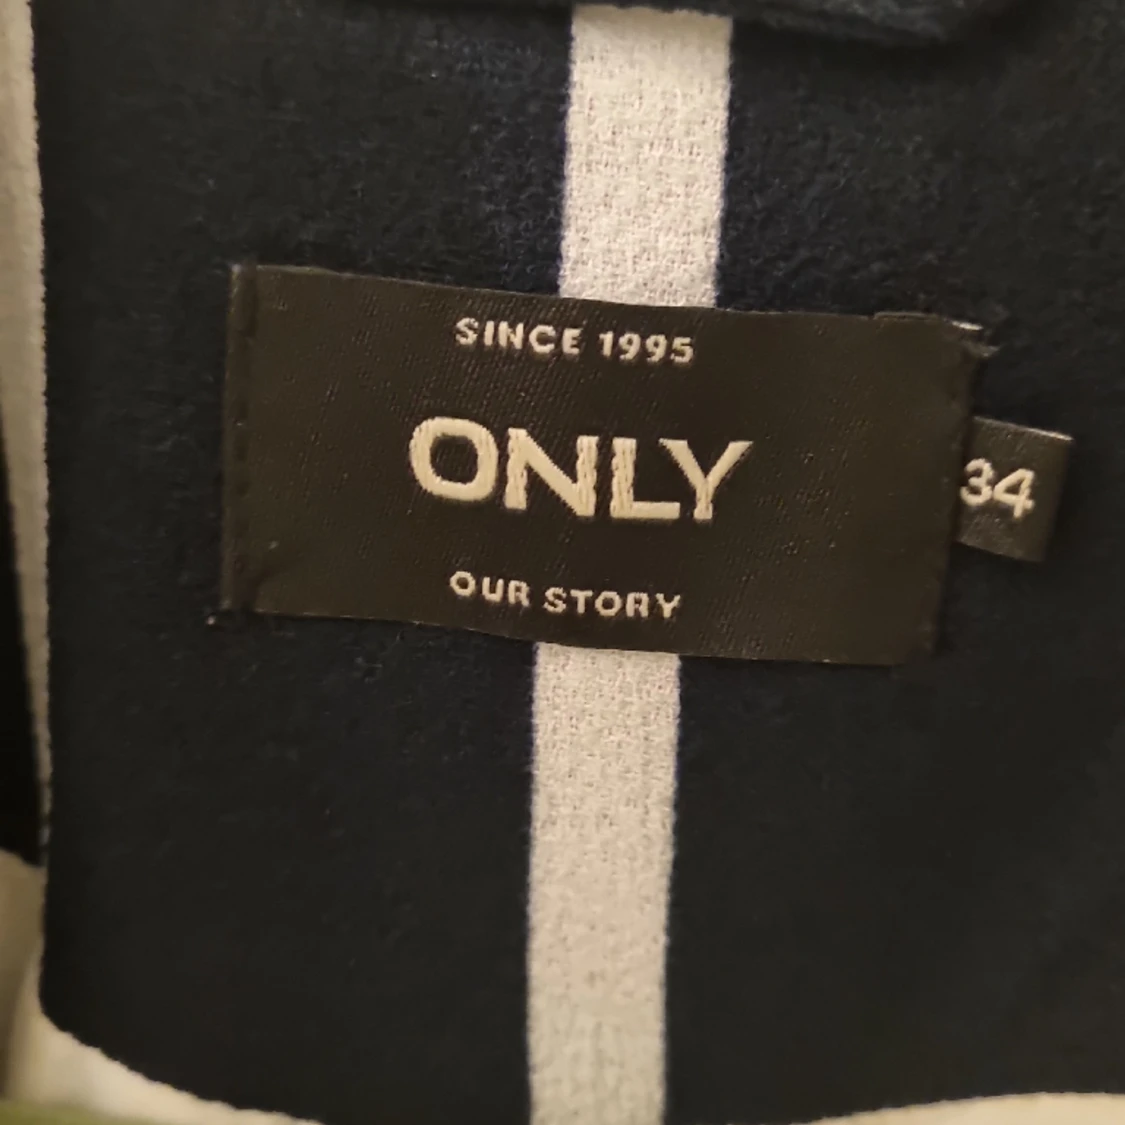 SINCE 1995
ONLY
34
OUR STORY